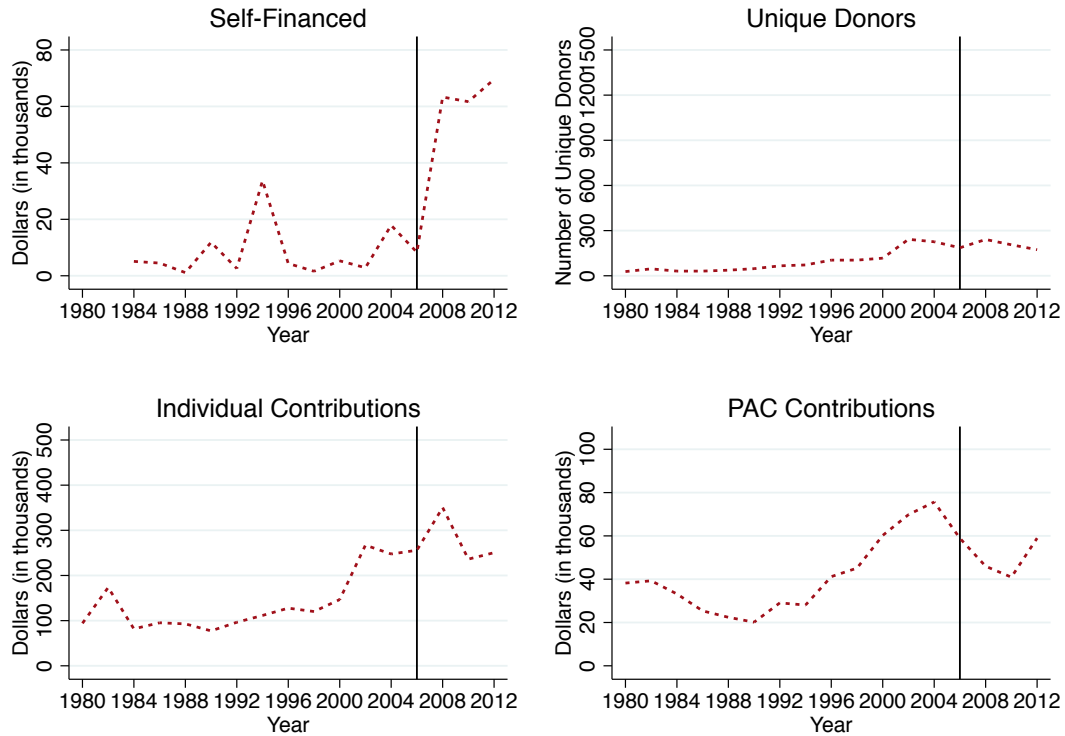 Self-Financed
Dollars (in thousands)
80
60
40
20
0
1980 1984 1988 1992 1996 2000 2004 2008 2012
Year
Unique Donors
Number of Unique Donors
1500
1200
900
600
300
0
1980 1984 1988 1992 1996 2000 2004 2008 2012
Year
Individual Contributions
Dollars (in thousands)
500
400
300
200
100
0
1980 1984 1988 1992 1996 2000 2004 2008 2012
Year
PAC Contributions
Dollars (in thousands)
100
80
60
40
20
0
1980 1984 1988 1992 1996 2000 2004 2008 2012
Year